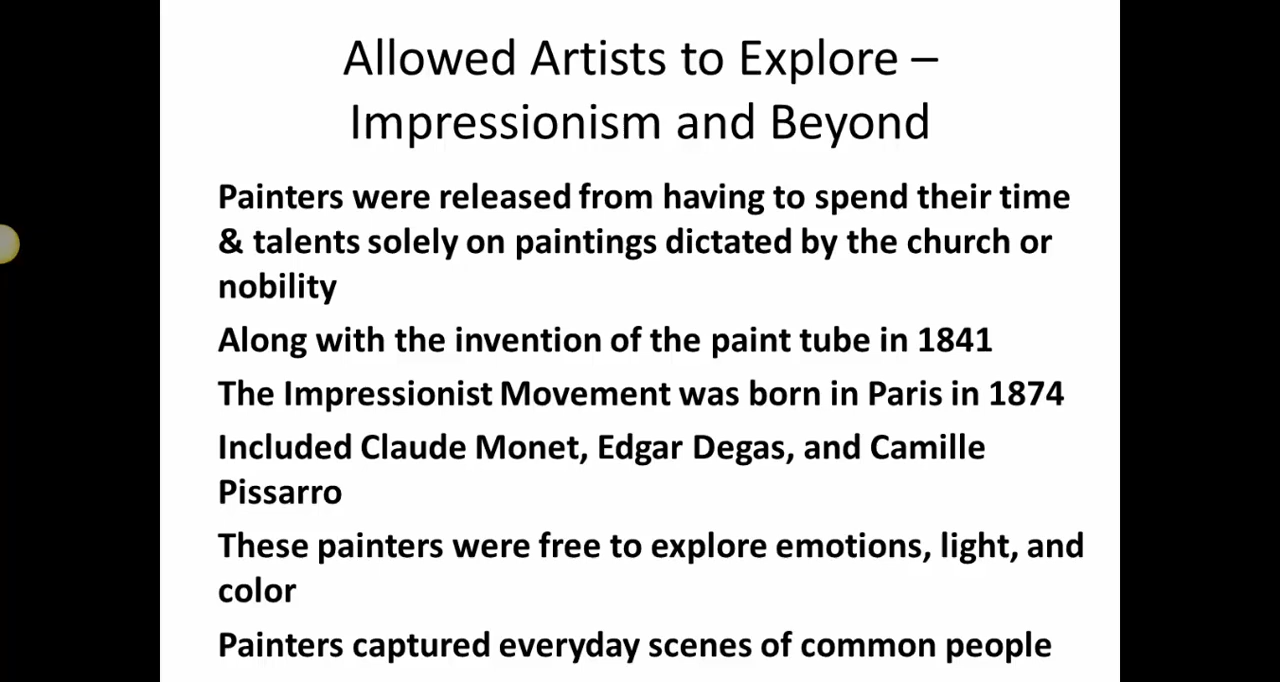 Allowed Artists to Explore –
Impressionism and Beyond
Painters were released from having to spend their time
& talents solely on paintings dictated by the church or
nobility
Along with the invention of the paint tube in 1841
The Impressionist Movement was born in Paris in 1874
Included Claude Monet, Edgar Degas, and Camille
Pissarro
These painters were free to explore emotions, light, and
color
Painters captured everyday scenes of common people